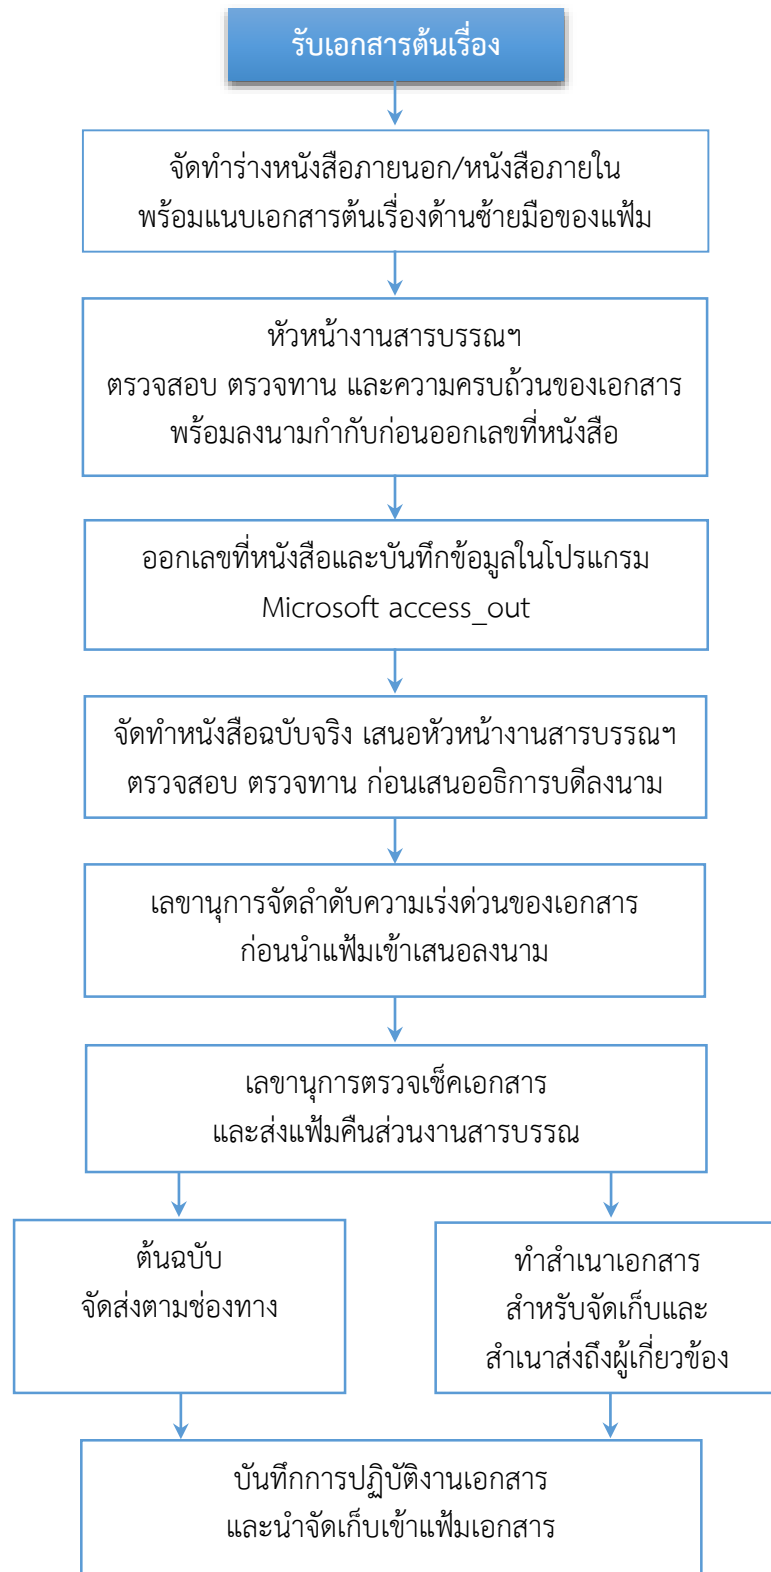 รับเอกสารต้นเรื่อง
จัดทำร่างหนังสือภายนอก/หนังสือภายใน
พร้อมแนบเอกสารต้นเรื่องด้านซ้ายมือของแฟ้ม
หัวหน้างานสารบรรณฯ
ตรวจสอบ ตรวจทาน และความครบถ้วนของเอกสาร
พร้อมลงนามกำกับก่อนออกเลขที่หนังสือ
ออกเลขที่หนังสือและบันทึกข้อมูลในโปรแกรม
Microsoft access_out
จัดทำหนังสือฉบับจริง เสนอหัวหน้างานสารบรรณฯ
ตรวจสอบ ตรวจทาน ก่อนเสนออธิการบดีลงนาม
เลขานุการจัดลำดับความเร่งด่วนของเอกสาร
ก่อนนำแฟ้มเข้าเสนอลงนาม
เลขานุการตรวจเช็คเอกสาร
และส่งแฟ้มคืนส่วนงานสารบรรณ
ต้นฉบับ
จัดส่งตามช่องทาง
ทำสำเนาเอกสาร
สำหรับจัดเก็บและ
สำเนาส่งถึงผู้เกี่ยวข้อง
บันทึกการปฏิบัติงานเอกสาร
และนำจัดเก็บเข้าแฟ้มเอกสาร